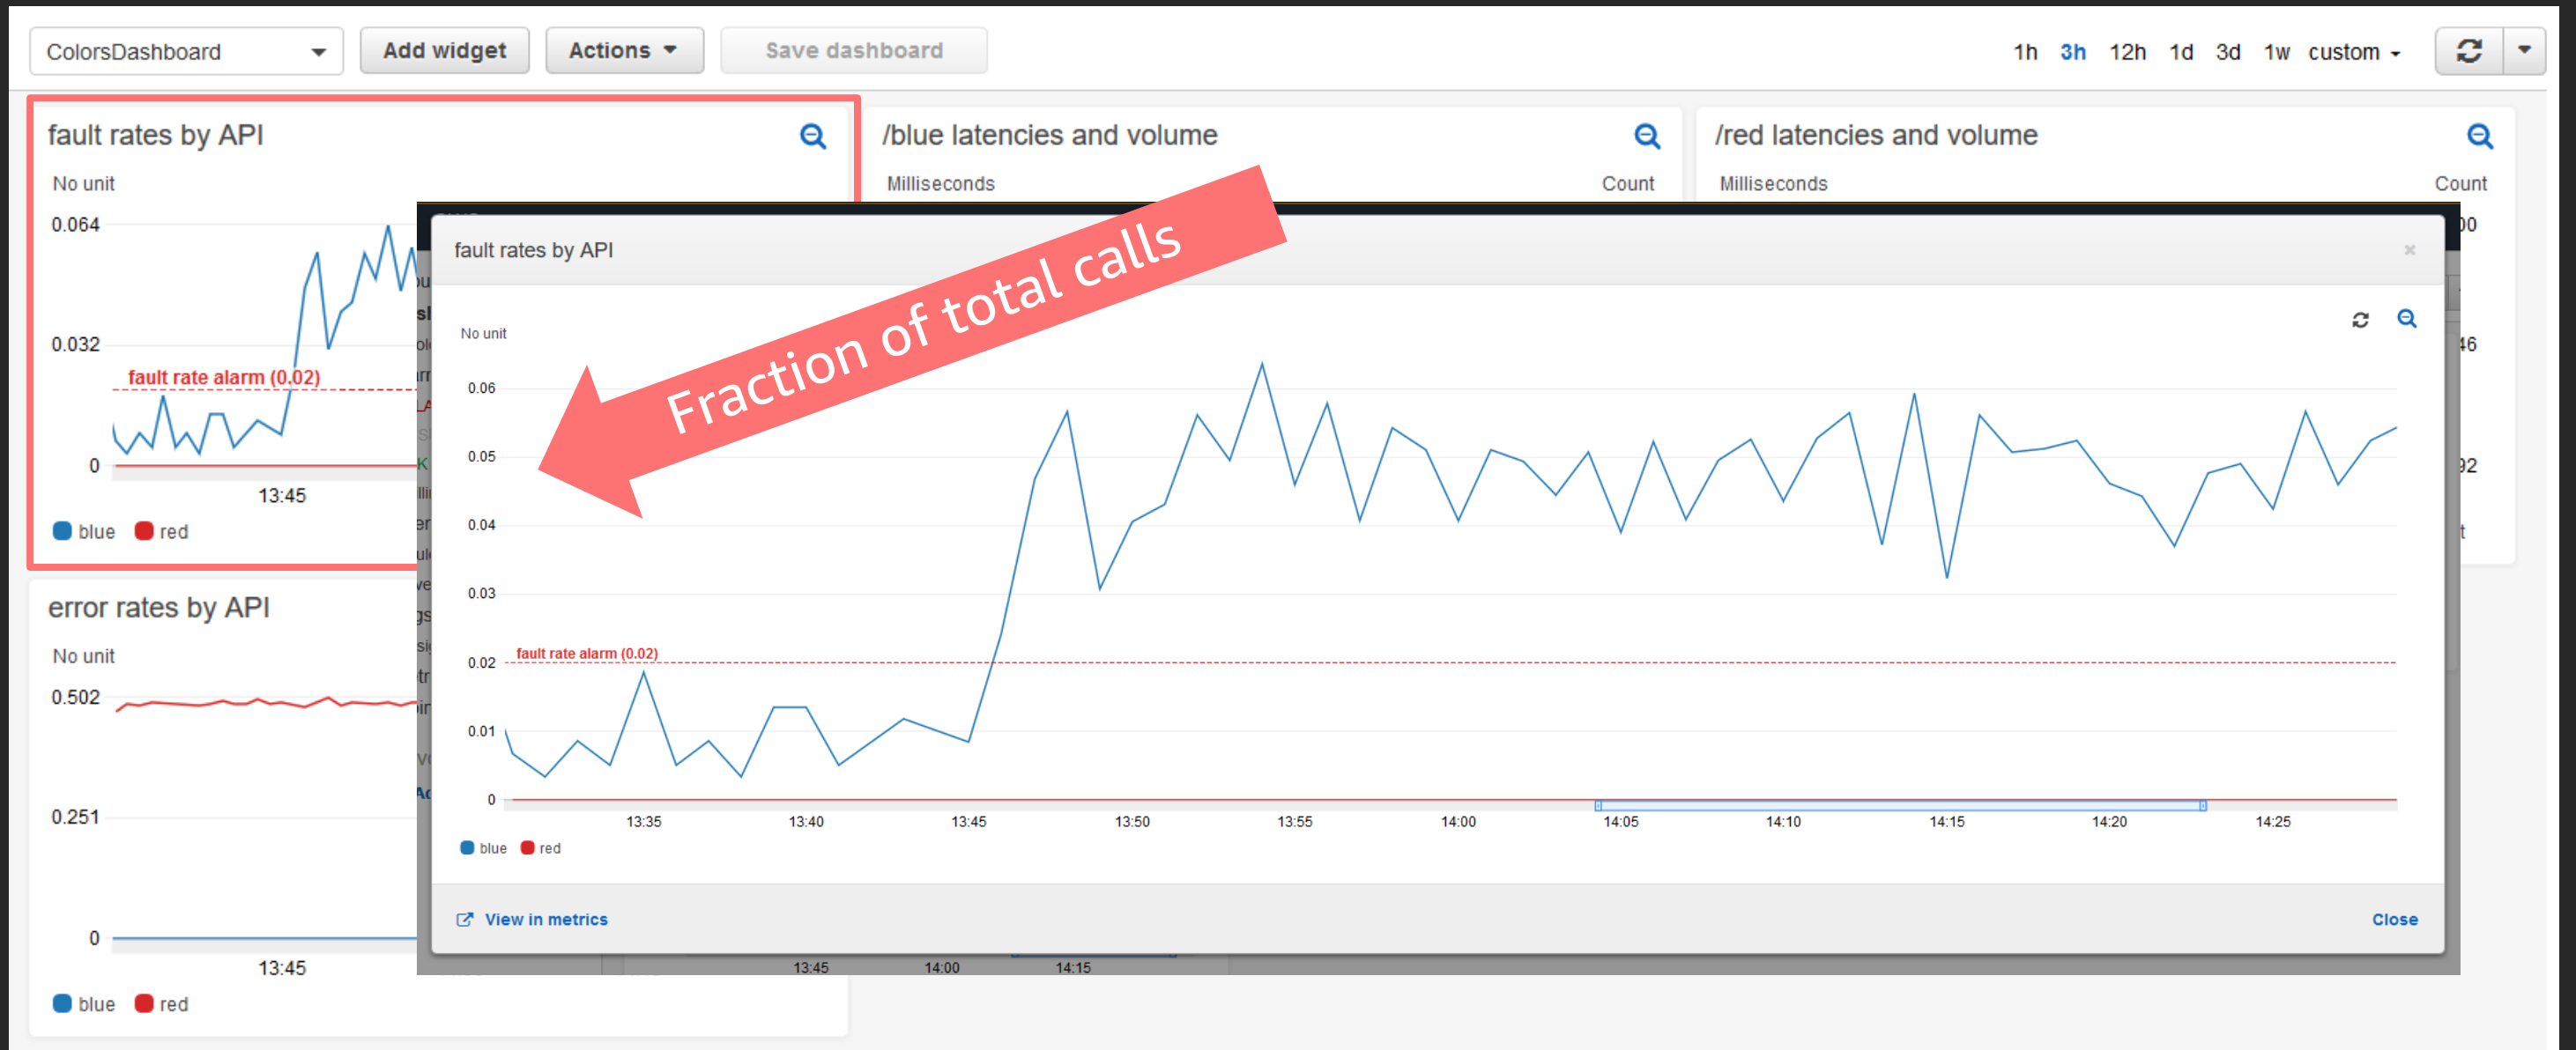 ColorsDashboard
Add widget
Actions
Save dashboard
1h 3h 12h 1d 3d 1w custom
fault rates by API
No unit
0.064
0.032
fault rate alarm (0.02)
0
13:45
blue red
/blue latencies and volume
Milliseconds Count
/red latencies and volume
Milliseconds Count
00
46
92
error rates by API
No unit
0.502
0.251
0
13:45
blue red
fault rates by API
Fraction of total calls
No unit
0.06
0.05
0.04
0.03
0.02
fault rate alarm (0.02)
0.01
0
13:35 13:40 13:45 13:50 13:55 14:00 14:05 14:10 14:15 14:20 14:25
blue red
View in metrics
Close
13:45 14:00 14:15